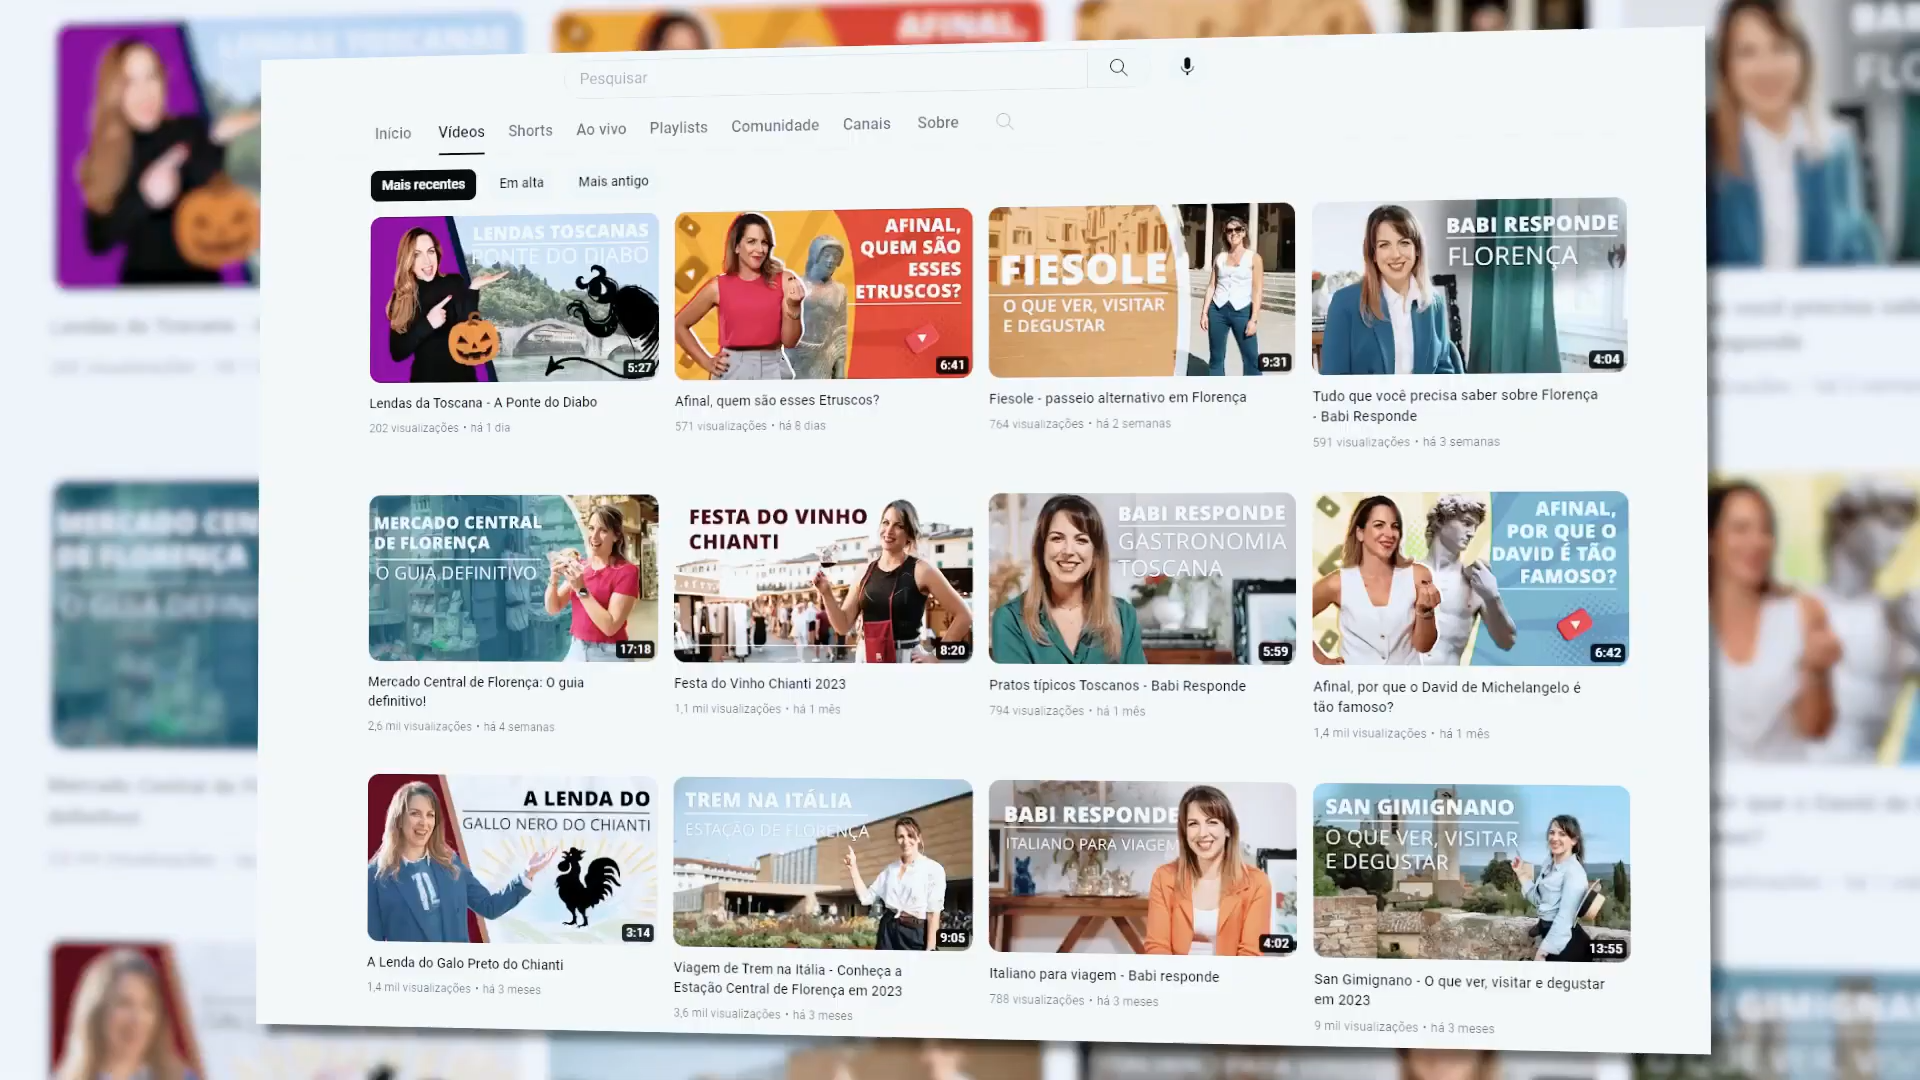 Pesquisar
Início Vídeos Shorts Ao vivo Playlists Comunidade Canais Sobre
Mais recentes Em alta Mais antigo
LENDAS TOSCANAS
PONTE DO DIABO
5:27
AFINAL,
QUEM SÃO
ESSES
ETRUSCOS?
6:41
FIESOLE
O QUE VER, VISITAR
E DEGUSTAR
9:31
BABI RESPONDE
FLORENÇA
4:04
Lendas da Toscana - A Ponte do Diabo
202 visualizações • há 1 dia
Afinal, quem são esses Etruscos?
571 visualizações • há 8 dias
Fiesole - passeio alternativo em Florença
764 visualizações • há 2 semanas
Tudo que você precisa saber sobre Florença
- Babi Responde
591 visualizações • há 3 semanas
MERCADO CENTRAL
DE FLORENÇA
O GUIA DEFINITIVO
17:18
FESTA DO VINHO
CHIANTI
8:20
BABI RESPONDE
GASTRONOMIA
TOSCANA
5:59
AFINAL,
POR QUE O
DAVID É TÃO
FAMOSO?
6:42
Mercado Central de Florença: O guia
definitivo!
2,6 mil visualizações • há 4 semanas
Festa do Vinho Chianti 2023
1,1 mil visualizações • há 1 mês
Pratos típicos Toscanos - Babi Responde
794 visualizações • há 1 mês
Afinal, por que o David de Michelangelo é
tão famoso?
1,4 mil visualizações • há 1 mês
A LENDA DO
GALLO NERO DO CHIANTI
3:14
TREM NA ITÁLIA
ESTAÇÃO DE FLORENÇA
9:05
BABI RESPONDE
ITALIANO PARA VIAGEM
4:02
SAN GIMIGNANO
O QUE VER, VISITAR
E DEGUSTAR
13:55
A Lenda do Galo Preto do Chianti
1,4 mil visualizações • há 3 meses
Viagem de Trem na Itália - Conheça a
Estação Central de Florença em 2023
3,6 mil visualizações • há 3 meses
Italiano para viagem - Babi responde
788 visualizações • há 3 meses
San Gimignano - O que ver, visitar e degustar
em 2023
9 mil visualizações • há 3 meses